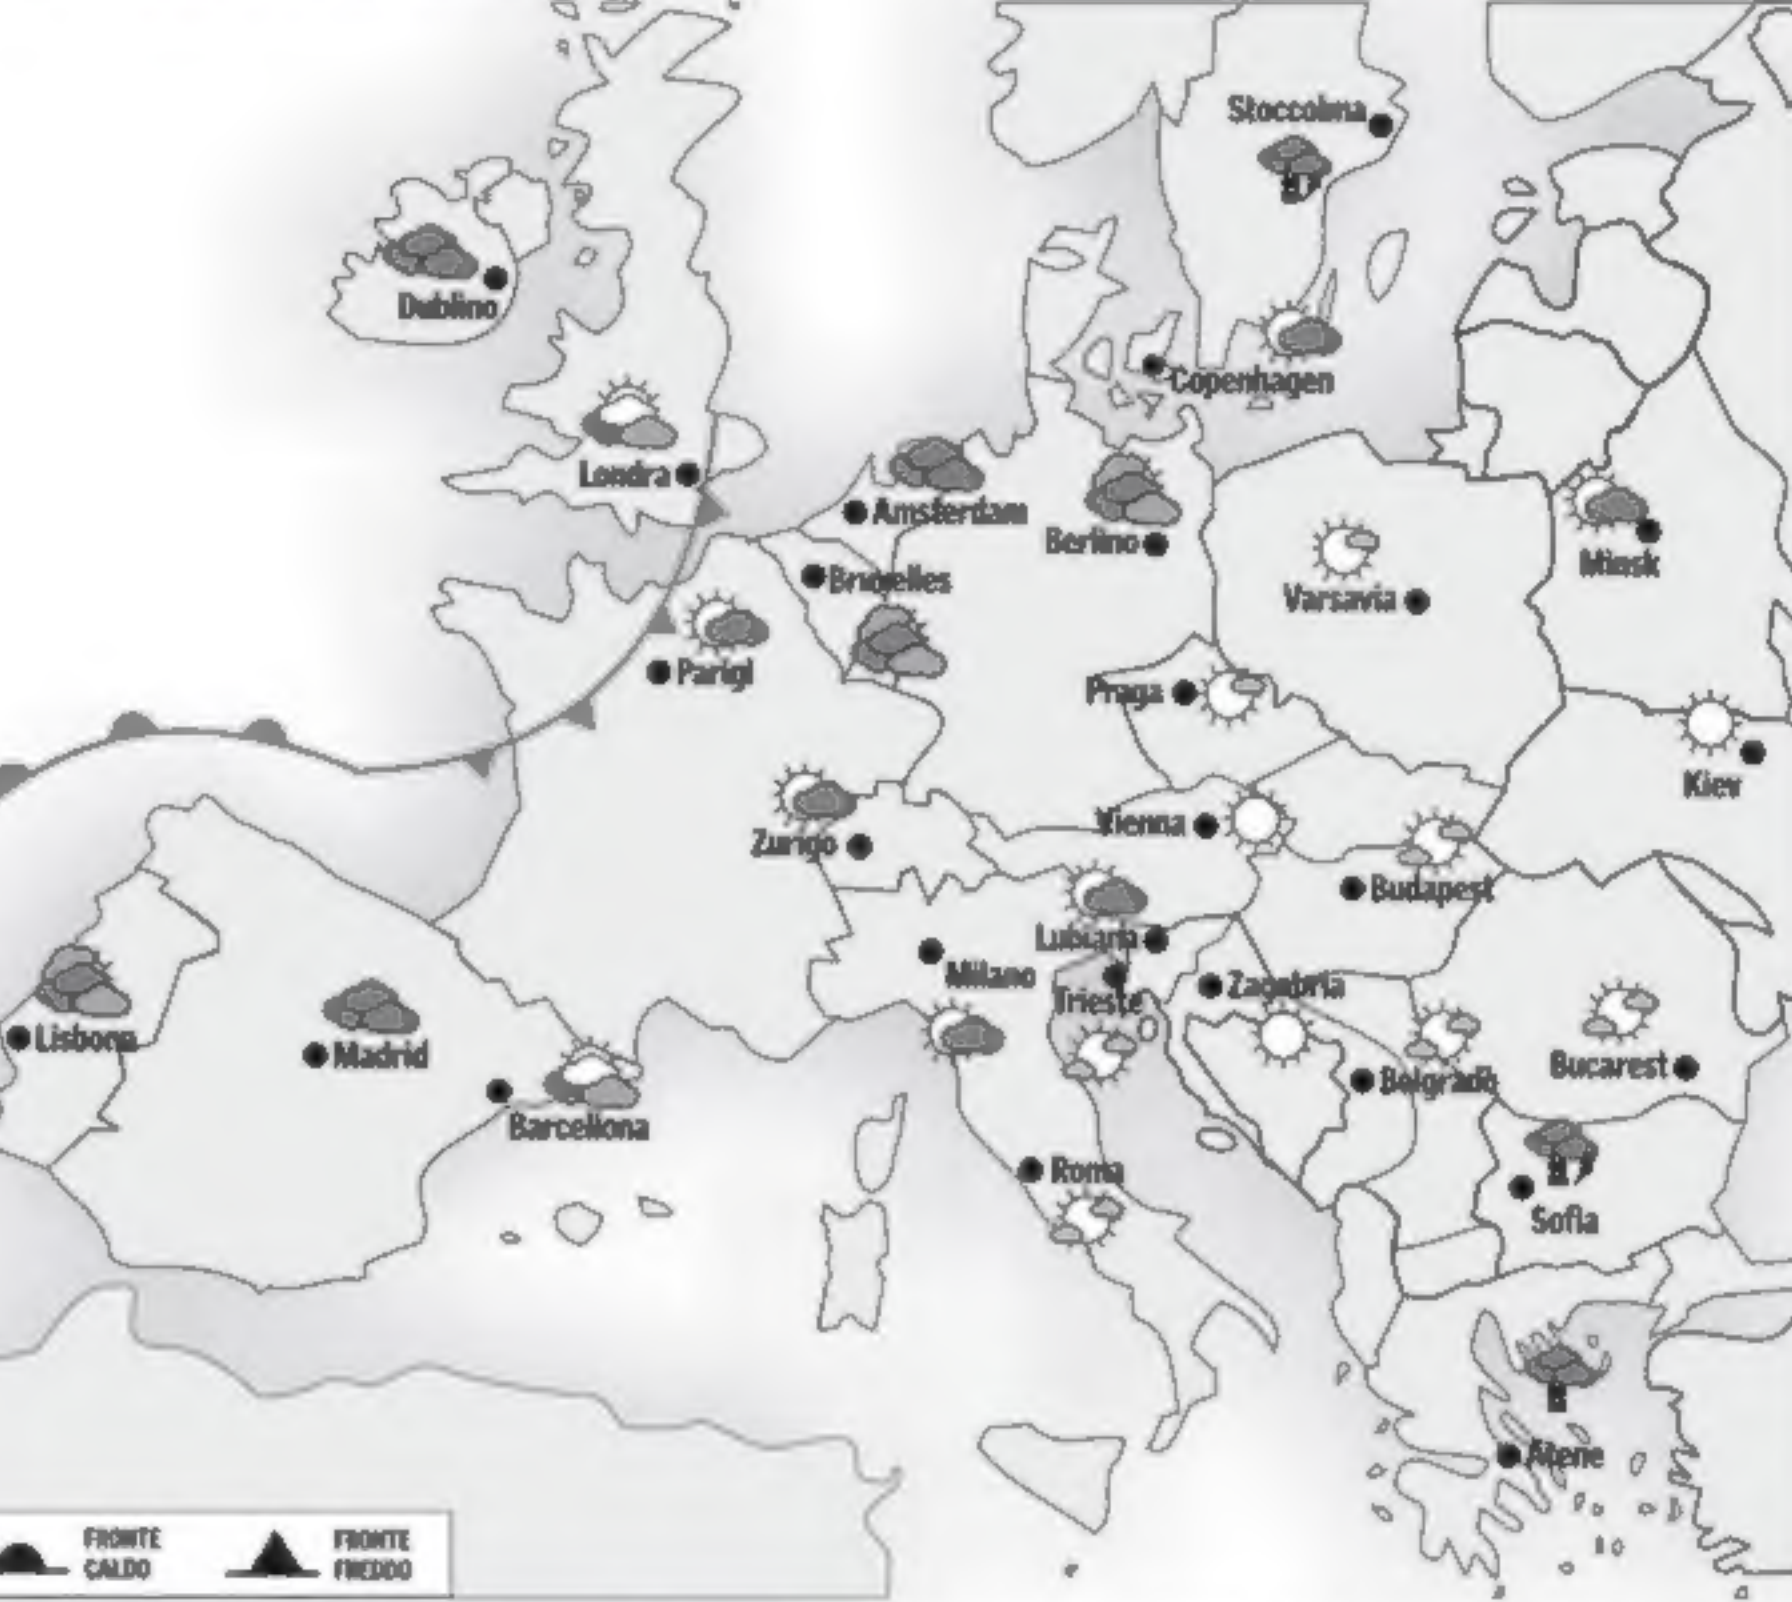 Stoccolma
Dublino
Copenhagen
Londra
Amsterdam
Berlino
Minsk
Bruxelles
Varsavia
Parigi
Praga
Kiev
Zurigo
Vienna
Budapest
Lubiana
Milano
Trieste
Zagabria
Lisbona
Madrid
Belgrado
Bucarest
Barcellona
Roma
Sofia
Atene
FRONTE
CALDO
FRONTE
FREDDO